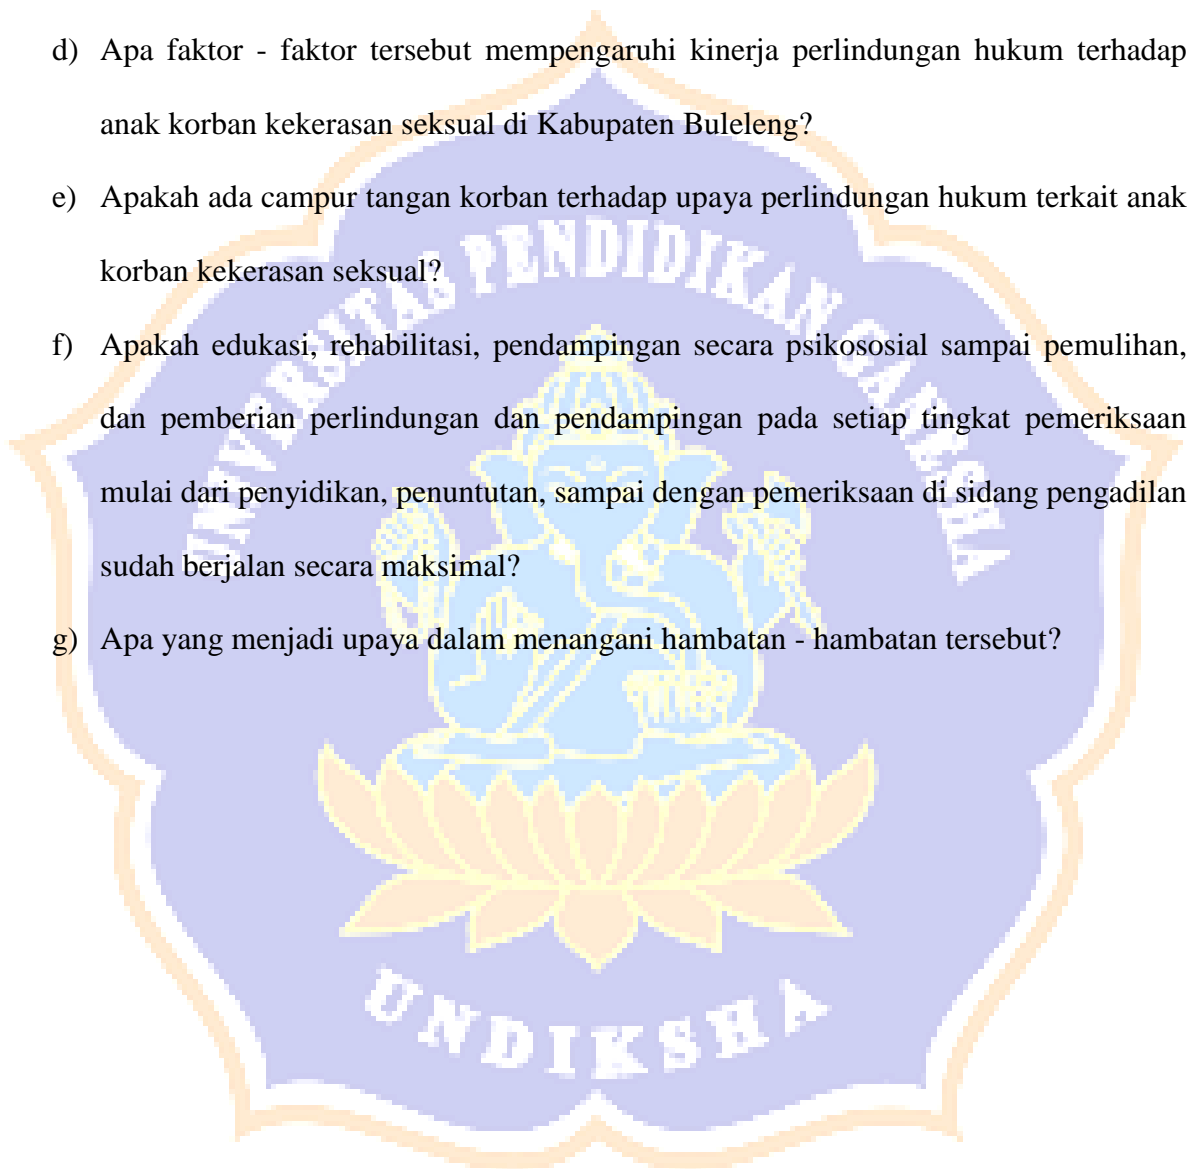 d) Apa faktor - faktor tersebut mempengaruhi kinerja perlindungan hukum terhadap
anak korban kekerasan seksual di Kabupaten Buleleng?
e) Apakah ada campur tangan korban terhadap upaya perlindungan hukum terkait anak
korban kekerasan seksual?
f) Apakah edukasi, rehabilitasi, pendampingan secara psikososial sampai pemulihan,
dan pemberian perlindungan dan pendampingan pada setiap tingkat pemeriksaan
mulai dari penyidikan, penuntutan, sampai dengan pemeriksaan di sidang pengadilan
sudah berjalan secara maksimal?
g) Apa yang menjadi upaya dalam menangani hambatan - hambatan tersebut?
UNIVERSITAS PENDIDIKAN GANESHA
UNDIKSHA